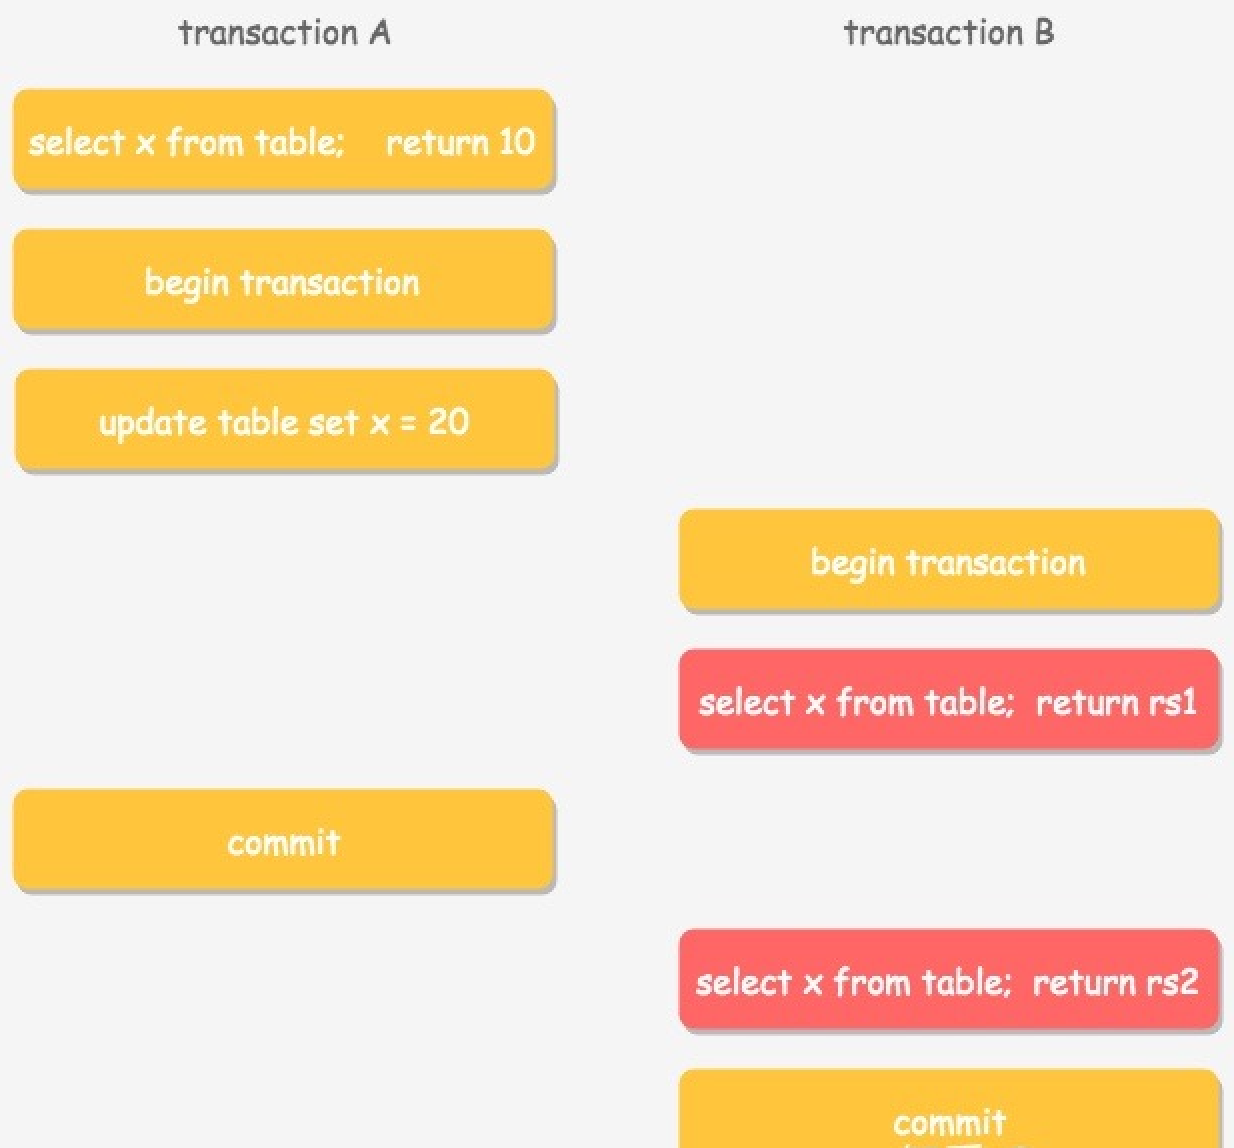 transaction A
transaction B
select x from table; return 10
begin transaction
update table set x = 20
begin transaction
select x from table; return rs1
commit
select x from table; return rs2
commit